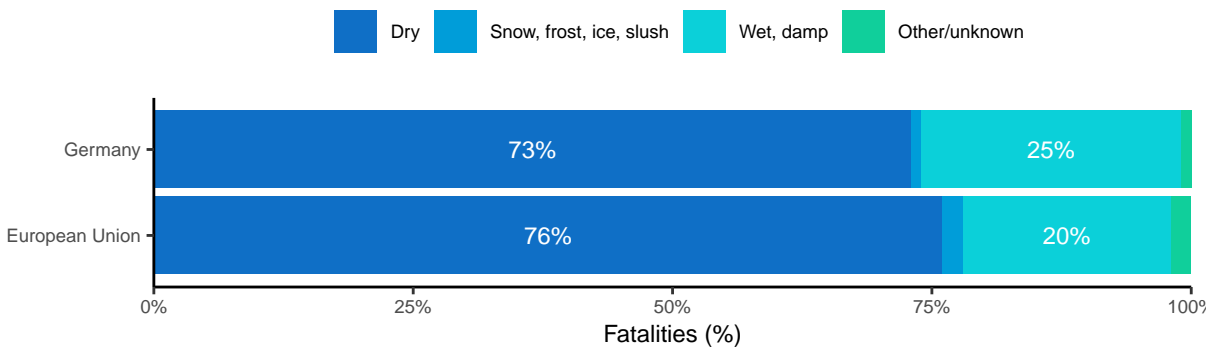 Dry Snow, frost, ice, slush Wet, damp Other/unknown
Germany 73% 25%
European Union 76% 20%
0% 25% 50% 75% 100%
Fatalities (%)